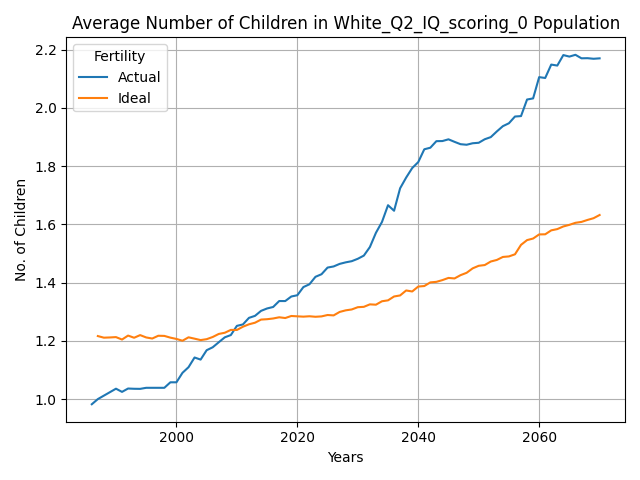 Average Number of Children in White_Q2_IQ_scoring_0 Population
Fertility
Actual
Ideal
No. of Children
2.2
2.0
1.8
1.6
1.4
1.2
1.0
2000
2020
2040
2060
Years